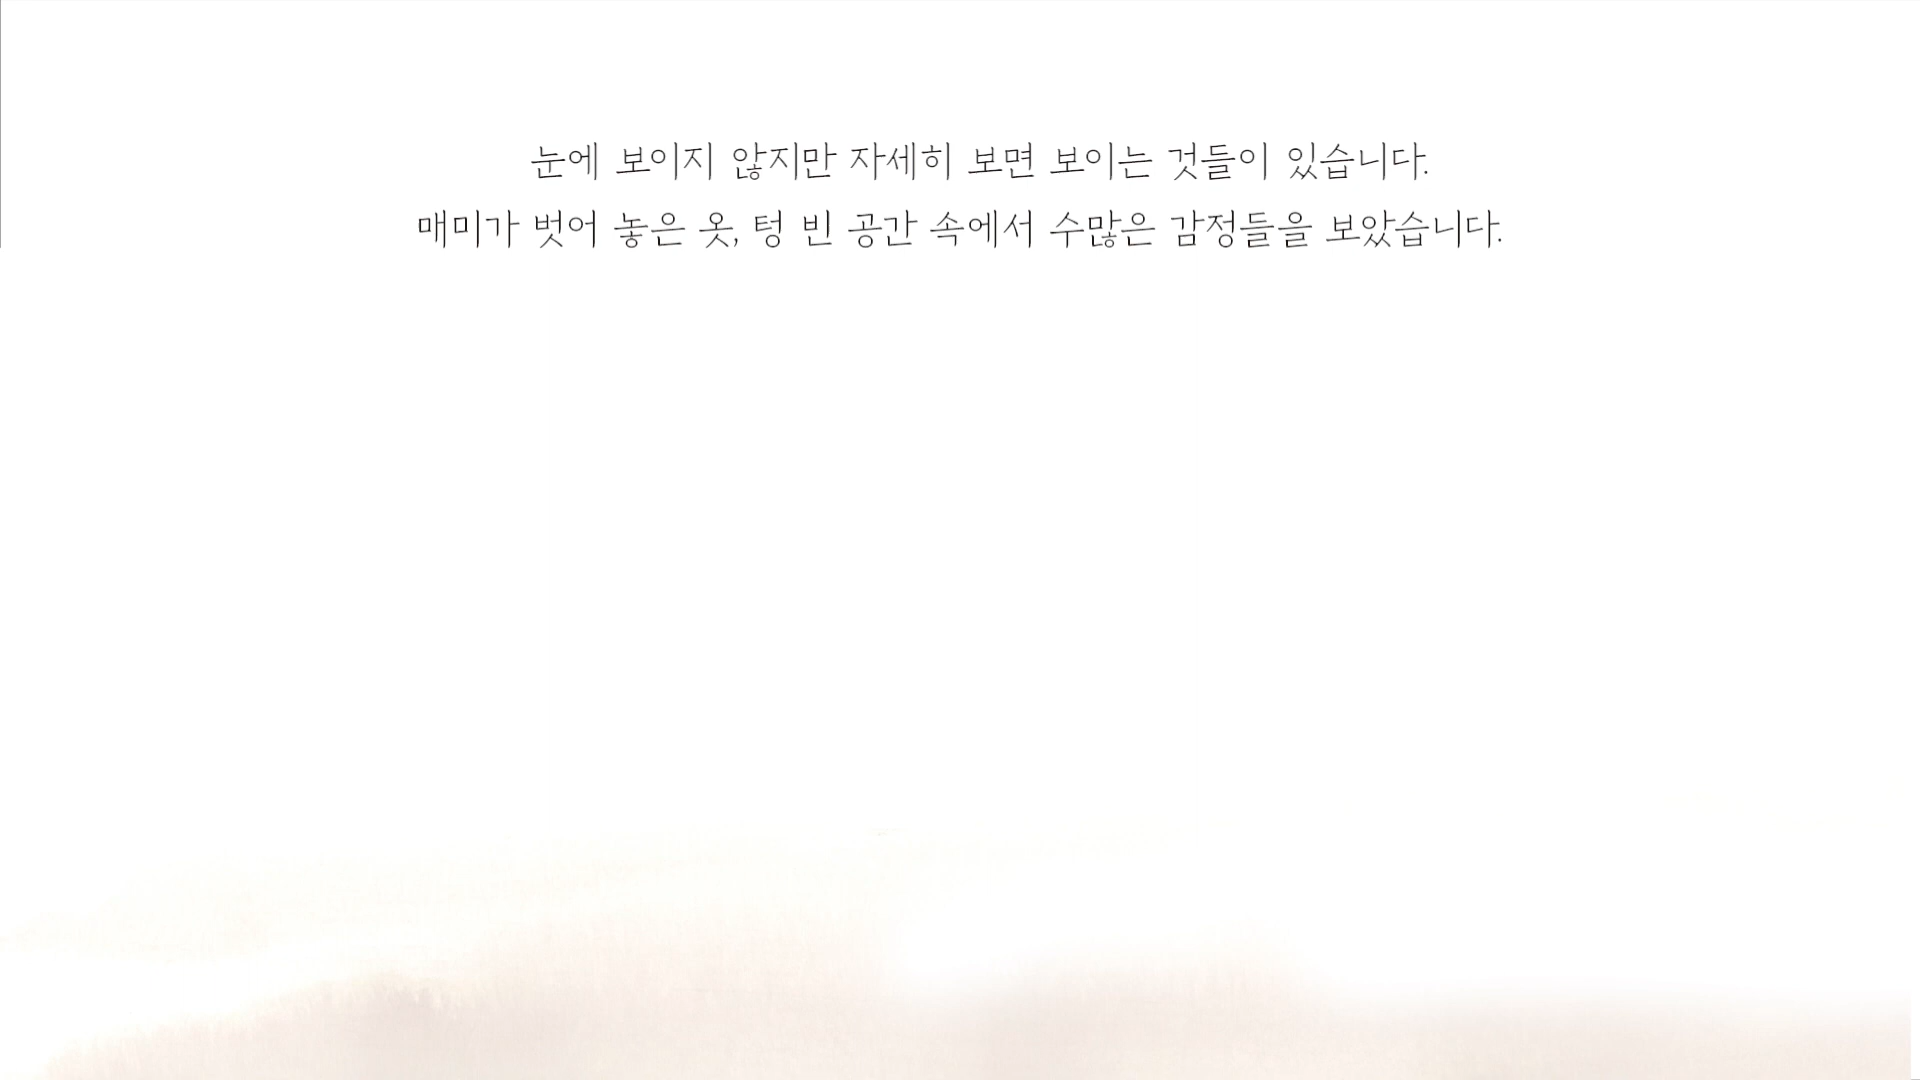 눈에 보이지 않지만 자세히 보면 보이는 것들이 있습니다.
매미가 벗어 놓은 옷, 텅 빈 공간 속에서 수많은 감정들을 보았습니다.